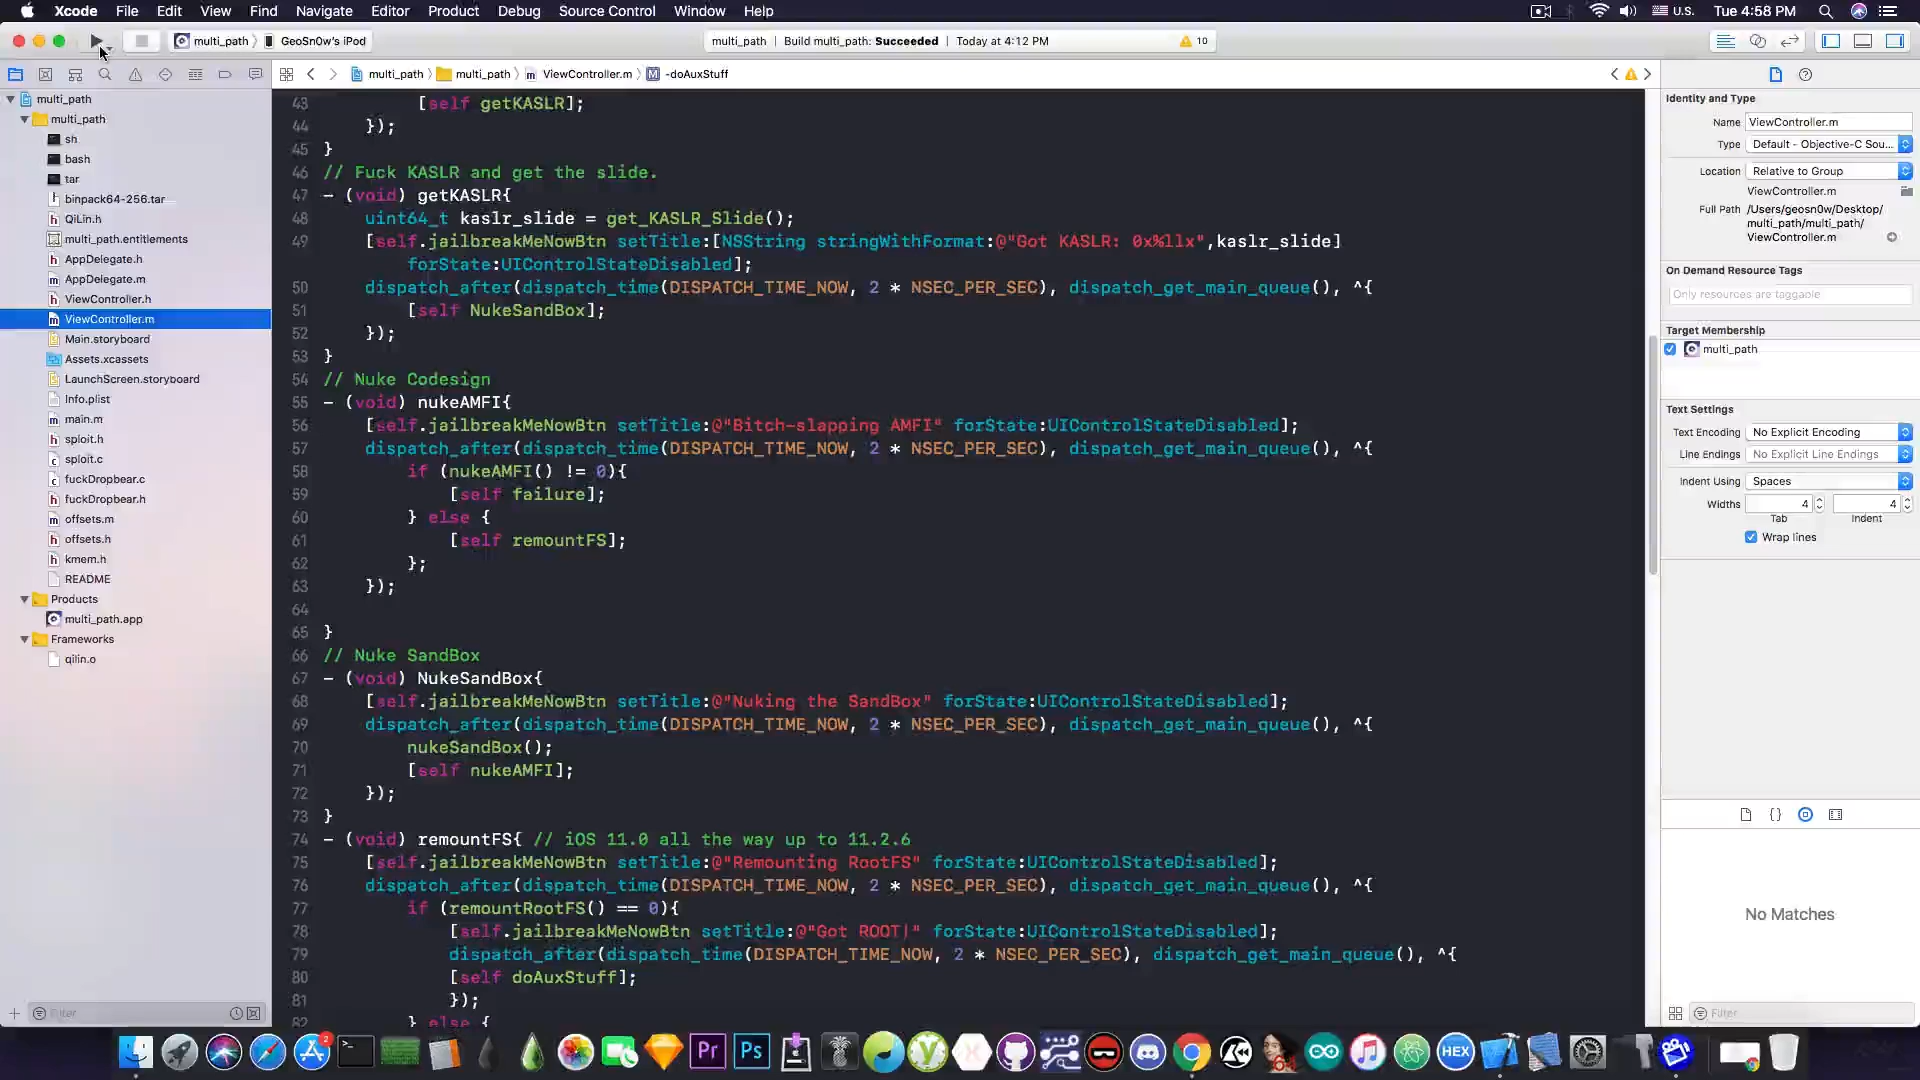 Xcode File Edit View Find Navigate Editor Product Debug Source Control Window Help
U.S. Tue 4:58 PM
multi_path GeoSn0w's iPod
multi_path | Build multi_path: Succeeded | Today at 4:12 PM
10
multi_path multi_path ViewController.m M -doAuxStuff
multi_path
multi_path
sh
bash
tar
binpack64-256.tar
QiLin.h
multi_path.entitlements
AppDelegate.h
AppDelegate.m
ViewController.h
ViewController.m
Main.storyboard
Assets.xcassets
LaunchScreen.storyboard
Info.plist
main.m
sploit.h
sploit.c
fuckDropbear.c
fuckDropbear.h
offsets.m
offsets.h
kmem.h
README
Products
multi_path.app
Frameworks
qilin.o
Filter
43 [self getKASLR];
44 });
45 }
46 // Fuck KASLR and get the slide.
47 - (void) getKASLR{
48 uint64_t kaslr_slide = get_KASLR_Slide();
49 [self.jailbreakMeNowBtn setTitle:[NSString stringWithFormat:@"Got KASLR: 0x%llx",kaslr_slide]
forState:UIControlStateDisabled];
50 dispatch_after(dispatch_time(DISPATCH_TIME_NOW, 2 * NSEC_PER_SEC), dispatch_get_main_queue(), ^{
51 [self NukeSandBox];
52 });
53 }
54 // Nuke Codesign
55 - (void) nukeAMFI{
56 [self.jailbreakMeNowBtn setTitle:@"Bitch-slapping AMFI" forState:UIControlStateDisabled];
57 dispatch_after(dispatch_time(DISPATCH_TIME_NOW, 2 * NSEC_PER_SEC), dispatch_get_main_queue(), ^{
58 if (nukeAMFI() != 0){
59 [self failure];
60 } else {
61 [self remountFS];
62 };
63 });
64
65 }
66 // Nuke SandBox
67 - (void) NukeSandBox{
68 [self.jailbreakMeNowBtn setTitle:@"Nuking the SandBox" forState:UIControlStateDisabled];
69 dispatch_after(dispatch_time(DISPATCH_TIME_NOW, 2 * NSEC_PER_SEC), dispatch_get_main_queue(), ^{
70 nukeSandBox();
71 [self nukeAMFI];
72 });
73 }
74 - (void) remountFS{ // iOS 11.0 all the way up to 11.2.6
75 [self.jailbreakMeNowBtn setTitle:@"Remounting RootFS" forState:UIControlStateDisabled];
76 dispatch_after(dispatch_time(DISPATCH_TIME_NOW, 2 * NSEC_PER_SEC), dispatch_get_main_queue(), ^{
77 if (remountRootFS() == 0){
78 [self.jailbreakMeNowBtn setTitle:@"Got ROOT!" forState:UIControlStateDisabled];
79 dispatch_after(dispatch_time(DISPATCH_TIME_NOW, 2 * NSEC_PER_SEC), dispatch_get_main_queue(), ^{
80 [self doAuxStuff];
81 });
82 } else {
Identity and Type
Name ViewController.m
Type Default - Objective-C Sou...
Location Relative to Group
ViewController.m
Full Path /Users/geosn0w/Desktop/
multi_path/multi_path/
ViewController.m
On Demand Resource Tags
Only resources are taggable
Target Membership
multi_path
Text Settings
Text Encoding No Explicit Encoding
Line Endings No Explicit Line Endings
Indent Using Spaces
Widths 4 4
Tab Indent
Wrap lines
No Matches
Filter
2
Pr Ps HEX